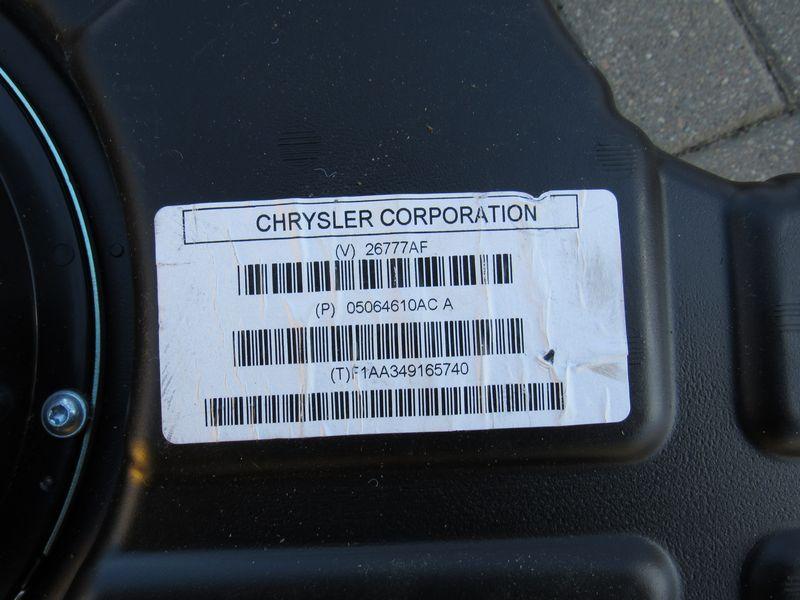 CHRYSLER CORPORATION
(V) 26777AF
(P) 05064610AC A
(T)F1AA349165740